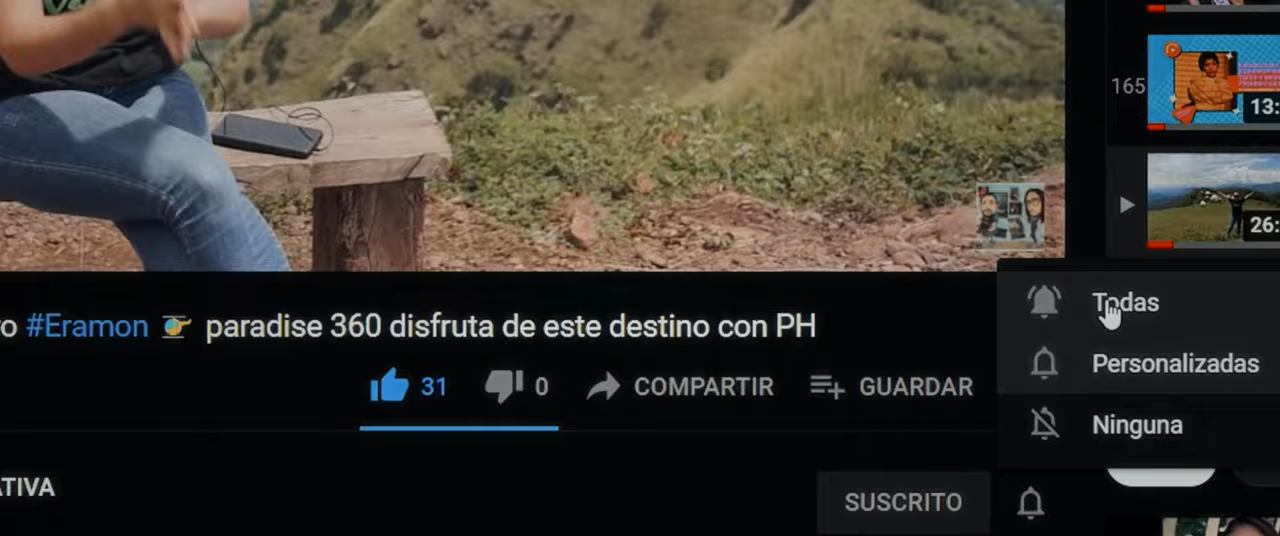 165
13:
26:
ro #Eramon paradise 360 disfruta de este destino con PH
31 0 COMPARTIR GUARDAR
Todas
Personalizadas
Ninguna
ATIVA
SUSCRITO